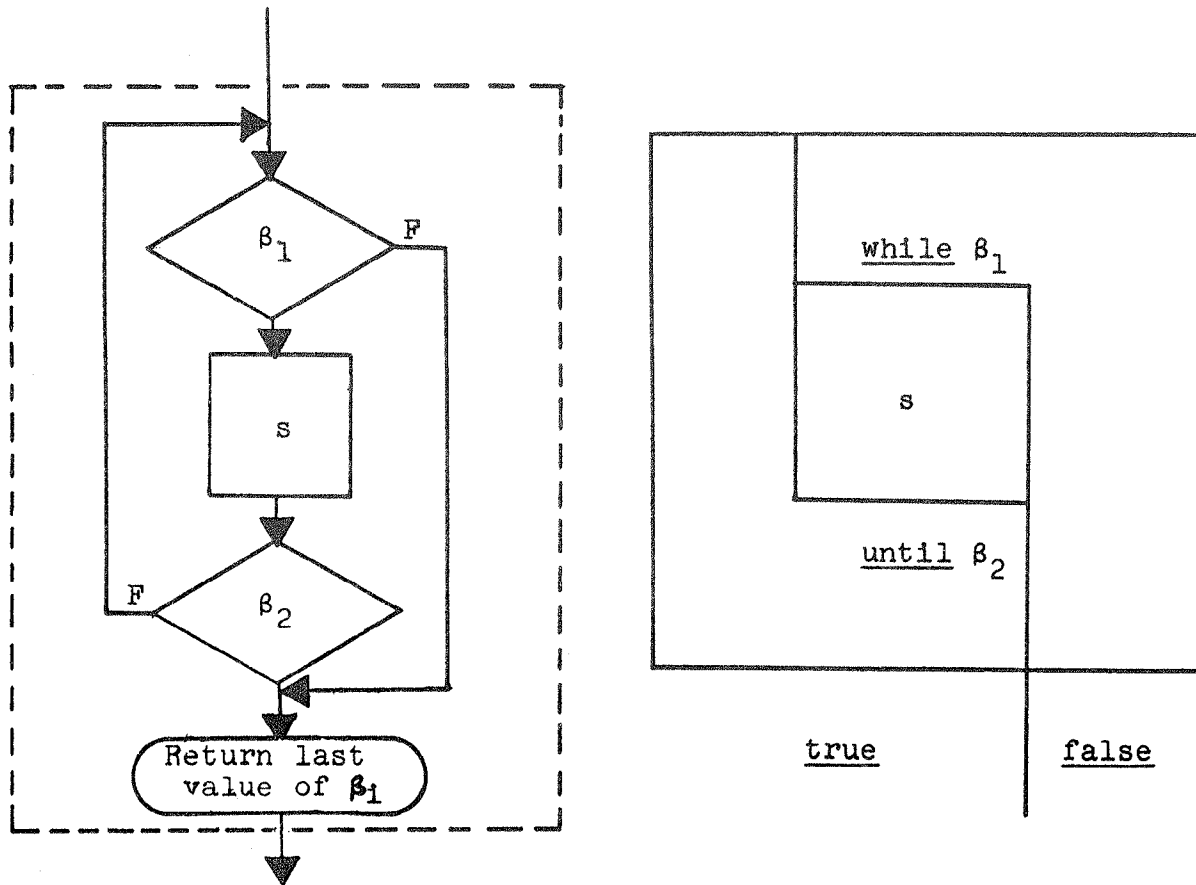 β₁
F
s
F
β₂
Return last
value of β₁
while β₁
s
until β₂
true
false